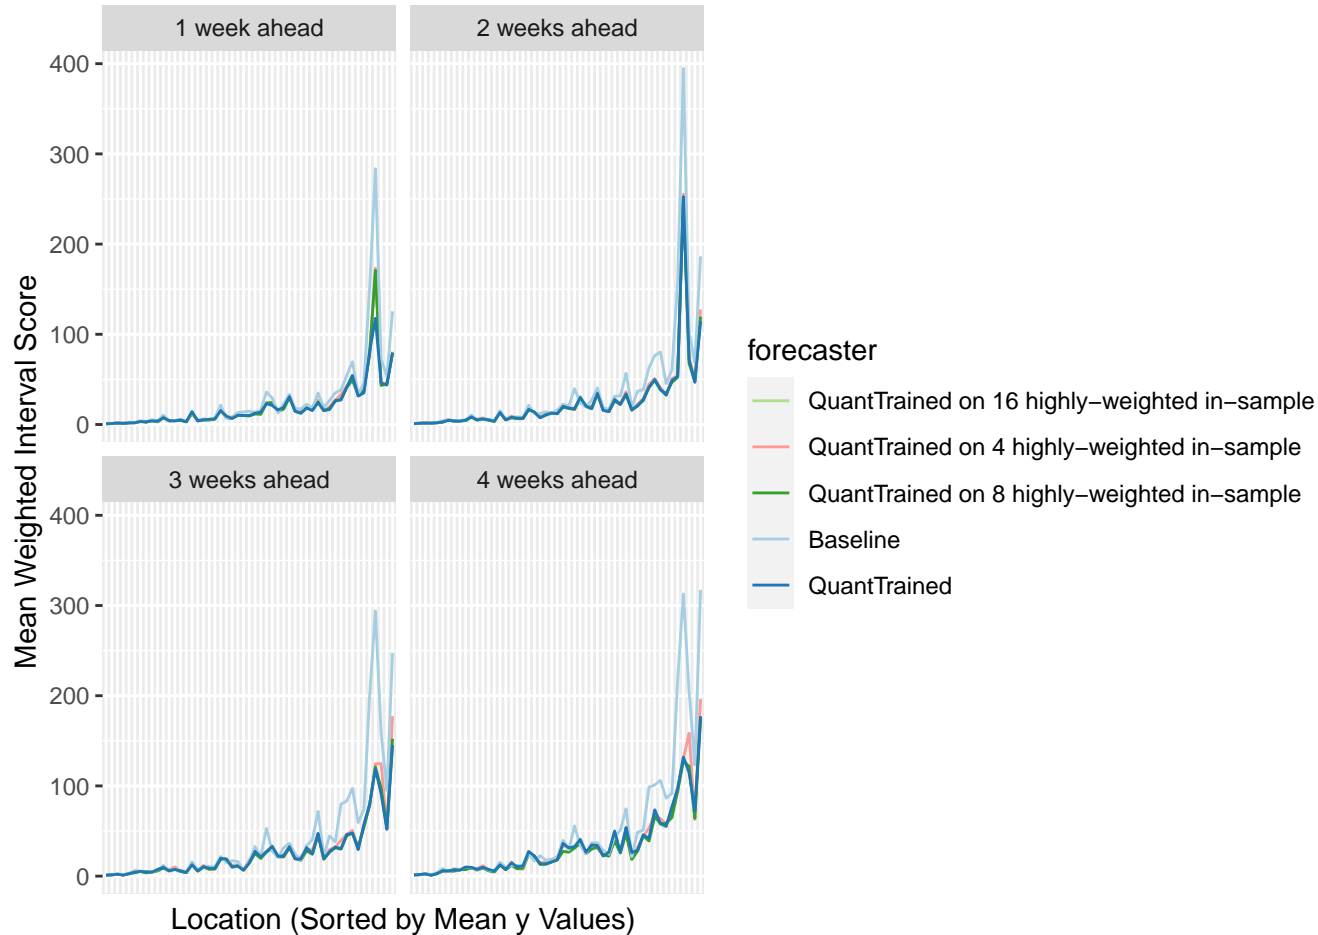 1 week ahead
2 weeks ahead
400
300
200
100
0
3 weeks ahead
4 weeks ahead
400
300
200
100
0
Mean Weighted Interval Score
Location (Sorted by Mean y Values)
forecaster
QuantTrained on 16 highly−weighted in−sample
QuantTrained on 4 highly−weighted in−sample
QuantTrained on 8 highly−weighted in−sample
Baseline
QuantTrained